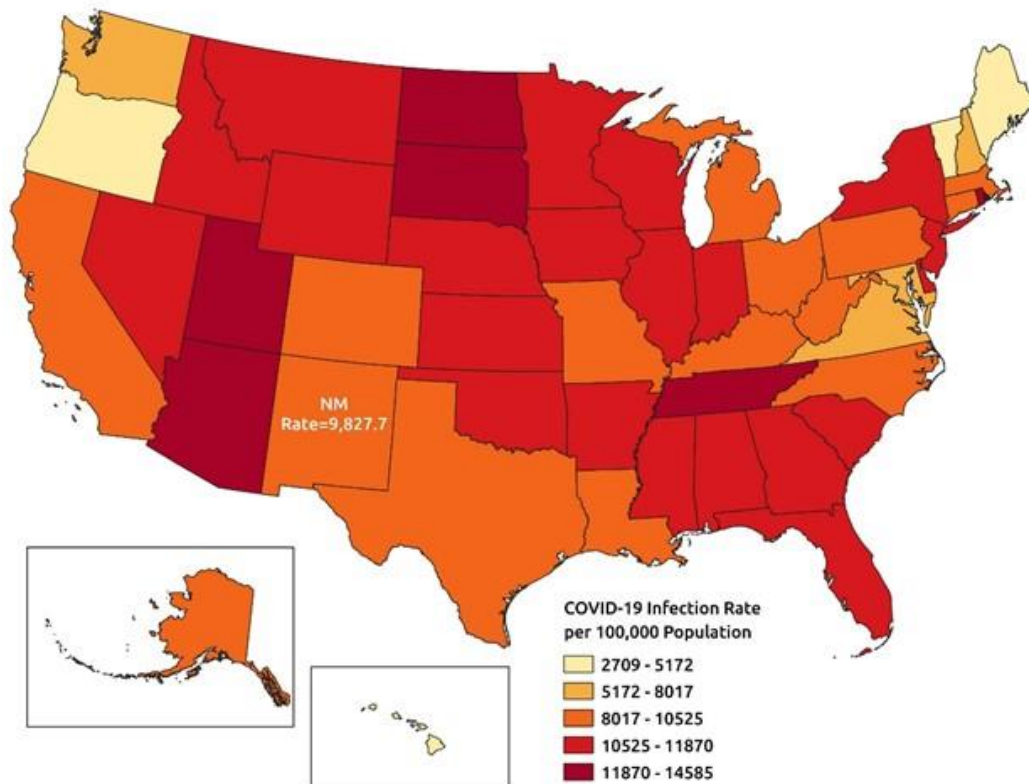 NM
Rate=9,827.7
COVID-19 Infection Rate
per 100,000 Population
2709 - 5172
5172 - 8017
8017 - 10525
10525 - 11870
11870 - 14585